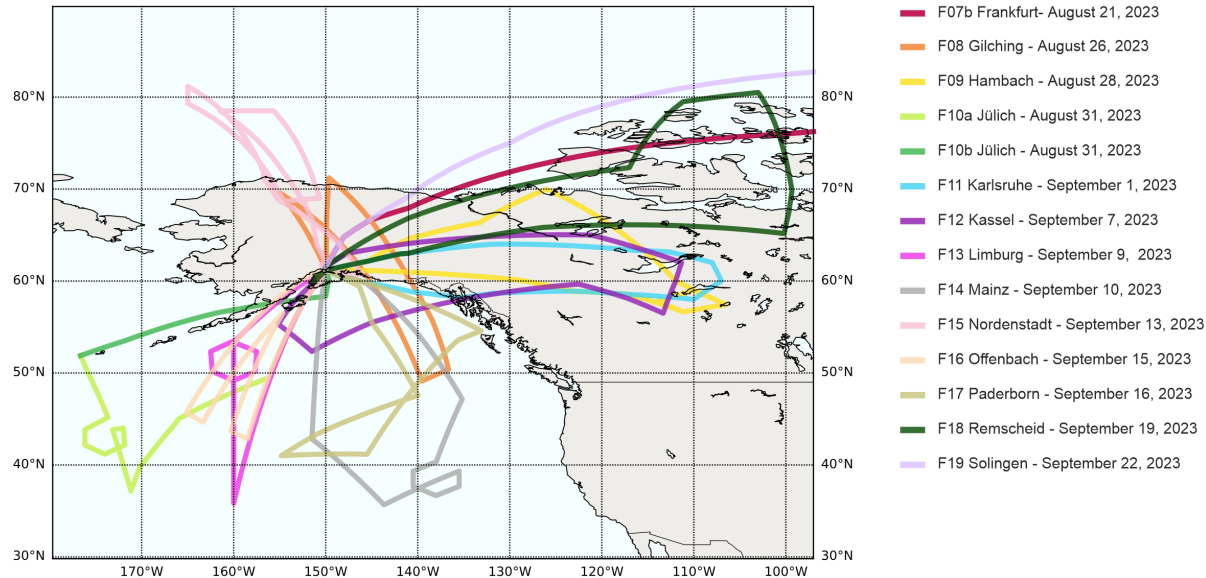 F07b Frankfurt- August 21, 2023
F08 Gilching - August 26, 2023
F09 Hambach - August 28, 2023
F10a Jülich - August 31, 2023
F10b Jülich - August 31, 2023
F11 Karlsruhe - September 1, 2023
F12 Kassel - September 7, 2023
F13 Limburg - September 9,  2023
F14 Mainz - September 10, 2023
F15 Nordenstadt - September 13, 2023
F16 Offenbach - September 15, 2023
F17 Paderborn - September 16, 2023
F18 Remscheid - September 19, 2023
F19 Solingen - September 22, 2023
80°N 80°N
70°N 70°N
60°N 60°N
50°N 50°N
40°N 40°N
30°N 30°N
170°W 160°W 150°W 140°W 130°W 120°W 110°W 100°W